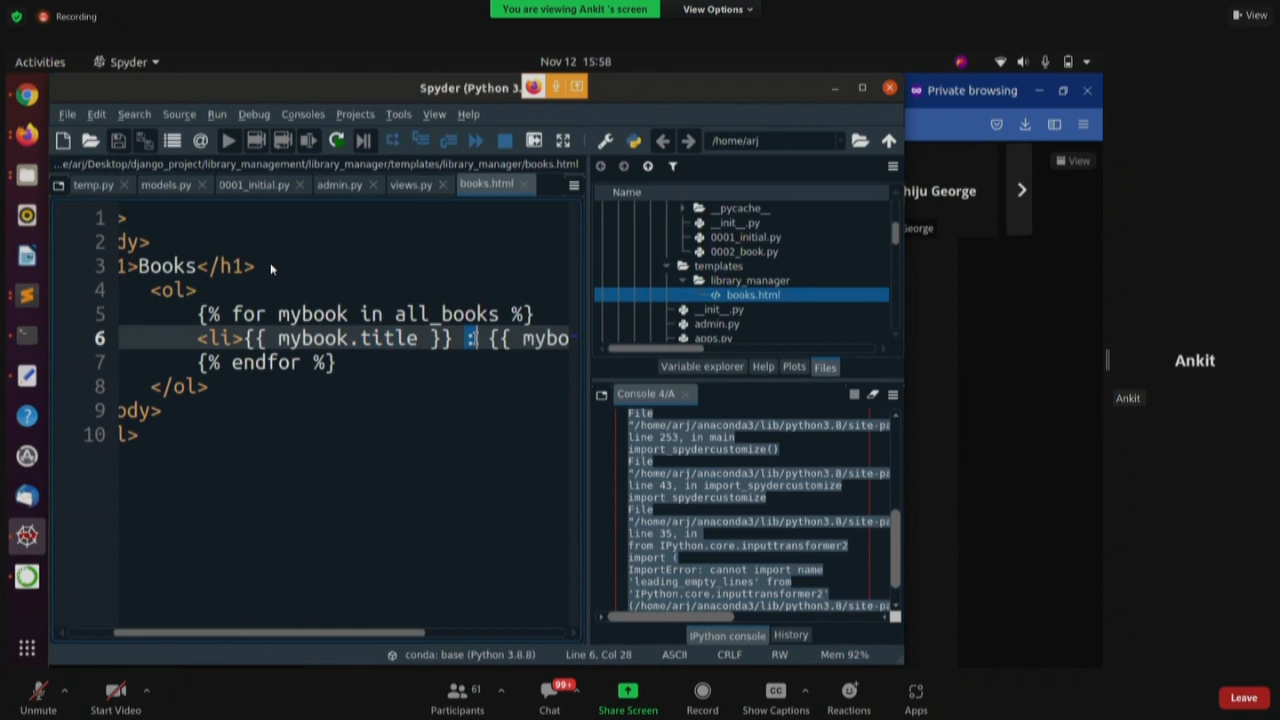 Recording
You are viewing Ankit 's screen
View Options
View
Activities
Spyder
Nov 12 15:58
Spyder (Python 3.
Private browsing
File Edit Search Source Run Debug Consoles Projects Tools View Help
/home/arj
...e/arj/Desktop/django_project/library_management/library_manager/templates/library_manager/books.html
temp.py models.py 0001_initial.py admin.py views.py books.html
1 >
2 dy>
3 1>Books</h1>
4 <ol>
5 {% for mybook in all_books %}
6 <li>{{ mybook.title }} : {{ mybo
7 {% endfor %}
8 </ol>
9 ody>
10 l>
Name
__pycache__
__init__.py
0001_initial.py
0002_book.py
templates
library_manager
books.html
__init__.py
admin.py
apps.py
Variable explorer Help Plots Files
Console 4/A
File
"/home/arj/anaconda3/lib/python3.8/site-pa
line 253, in main
import_spydercustomize()
File
"/home/arj/anaconda3/lib/python3.8/site-pa
line 43, in import_spydercustomize
import spydercustomize
File
"/home/arj/anaconda3/lib/python3.8/site-pa
line 35, in
from IPython.core.inputtransformer2
import (
ImportError: cannot import name
'leading_empty_lines' from
'IPython.core.inputtransformer2'
(/home/arj/anaconda3/lib/python3.8/site-pa
IPython console History
conda: base (Python 3.8.8) Line 6, Col 28 ASCII CRLF RW Mem 92%
View
hiju George
George
Ankit
Ankit
Unmute
Start Video
61
Participants
99+
Chat
Share Screen
Record
CC
Show Captions
Reactions
Apps
Leave